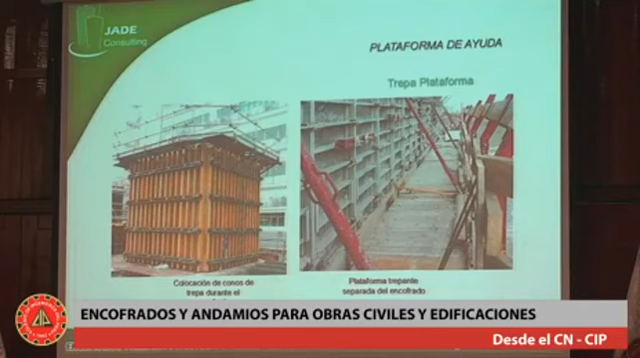 JADE
Consulting
PLATAFORMA DE AYUDA
Trepa Plataforma
Colocación de conos de
trepa durante el
Plataforma trepante
separada del encofrado
ENCOFRADOS Y ANDAMIOS PARA OBRAS CIVILES Y EDIFICACIONES
Desde el CN - CIP